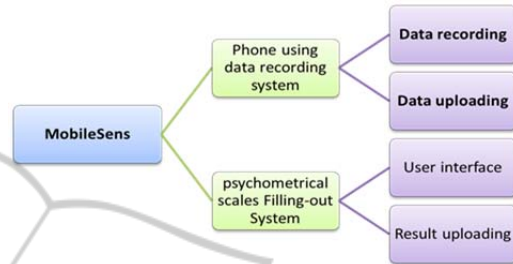 MobileSens
Phone using
data recording
system
Data recording
Data uploading
psychometrical
scales Filling-out
System
User interface
Result uploading